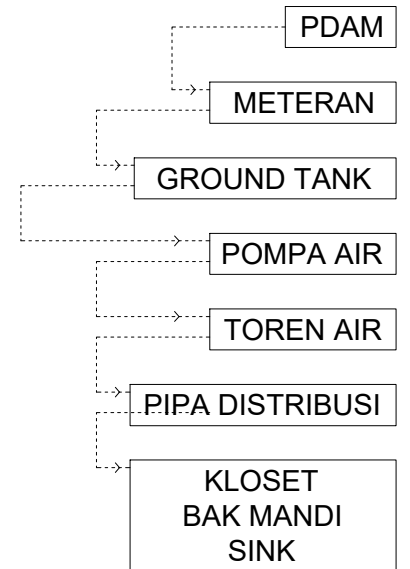 PDAM
METERAN
GROUND TANK
POMPA AIR
TOREN AIR
PIPA DISTRIBUSI
KLOSET
BAK MANDI
SINK